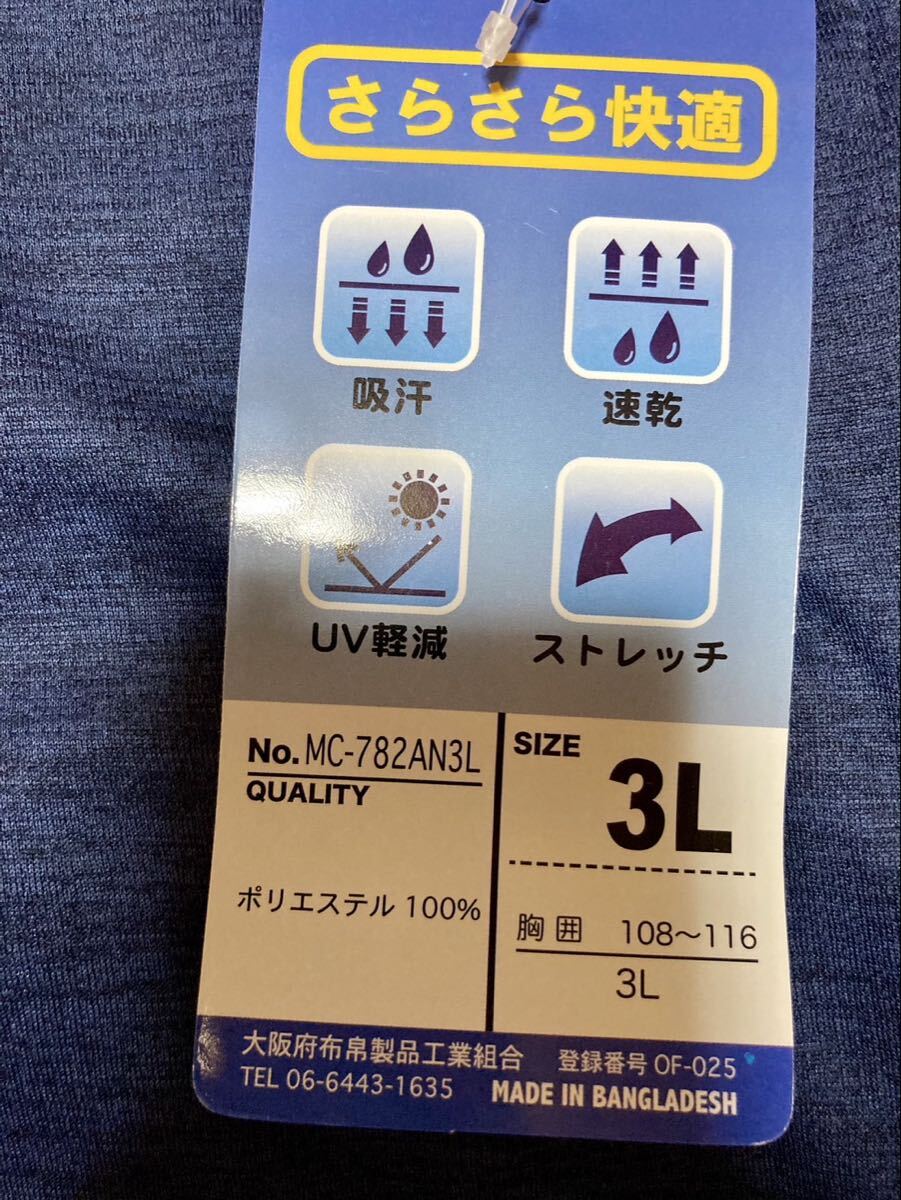 さらさら快適
吸汗
速乾
UV軽減
ストレッチ
No. MC-782AN3L
QUALITY
ポリエステル 100%
SIZE
3L
胸囲 108〜116
3L
大阪府布帛製品工業組合 登録番号 OF-025
TEL 06-6443-1635 MADE IN BANGLADESH